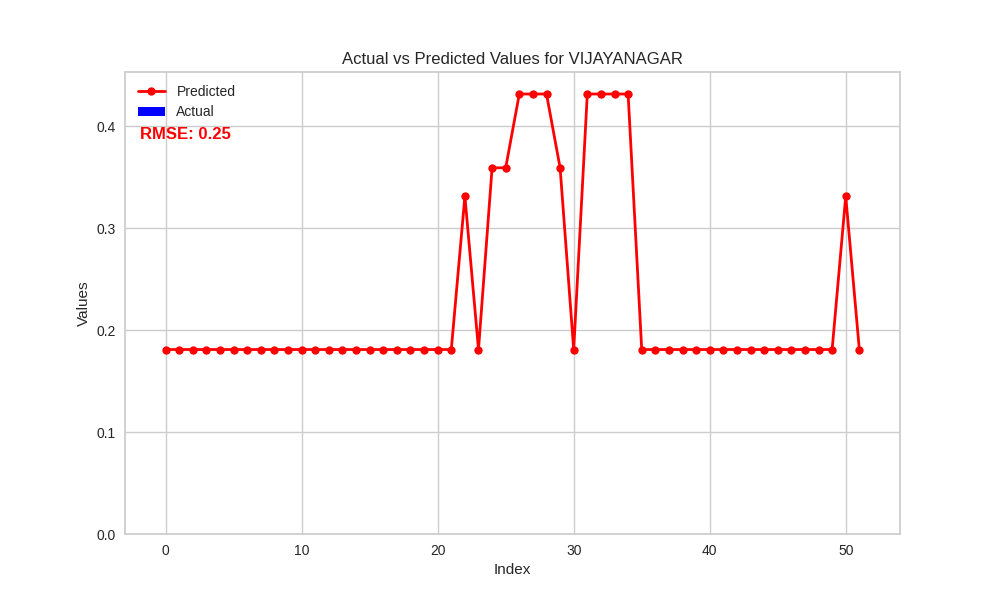 Actual vs Predicted Values for VIJAYANAGAR
Predicted
Actual
RMSE: 0.25
0.4
0.3
0.2
0.1
0.0
Values
0 10 20 30 40 50
Index